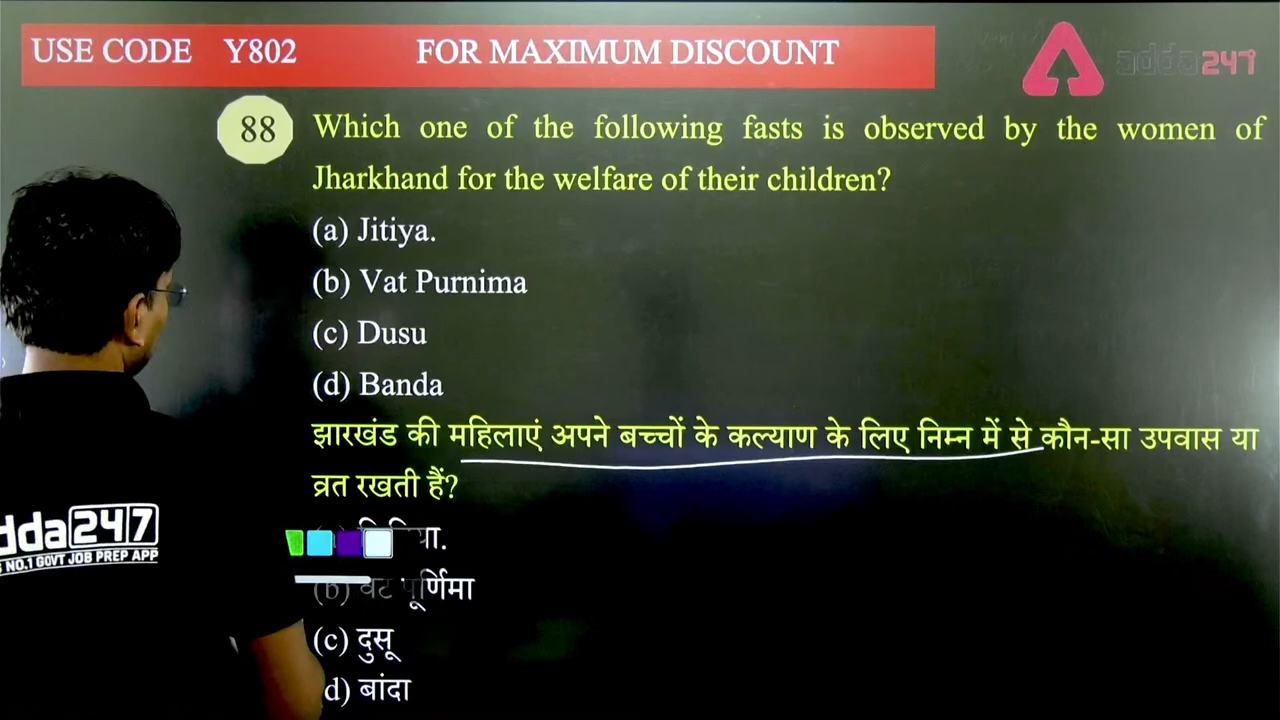 USE CODE Y802 FOR MAXIMUM DISCOUNT
adda247
88 Which one of the following fasts is observed by the women of
Jharkhand for the welfare of their children?
(a) Jitiya.
(b) Vat Purnima
(c) Dusu
(d) Banda
झारखंड की महिलाएं अपने बच्चों के कल्याण के लिए निम्न में से कौन-सा उपवास या
व्रत रखती हैं?
(b) वट पूर्णिमा
(c) दुसू
d) बांदा
dda247
NO.1 GOVT JOB PREP APP